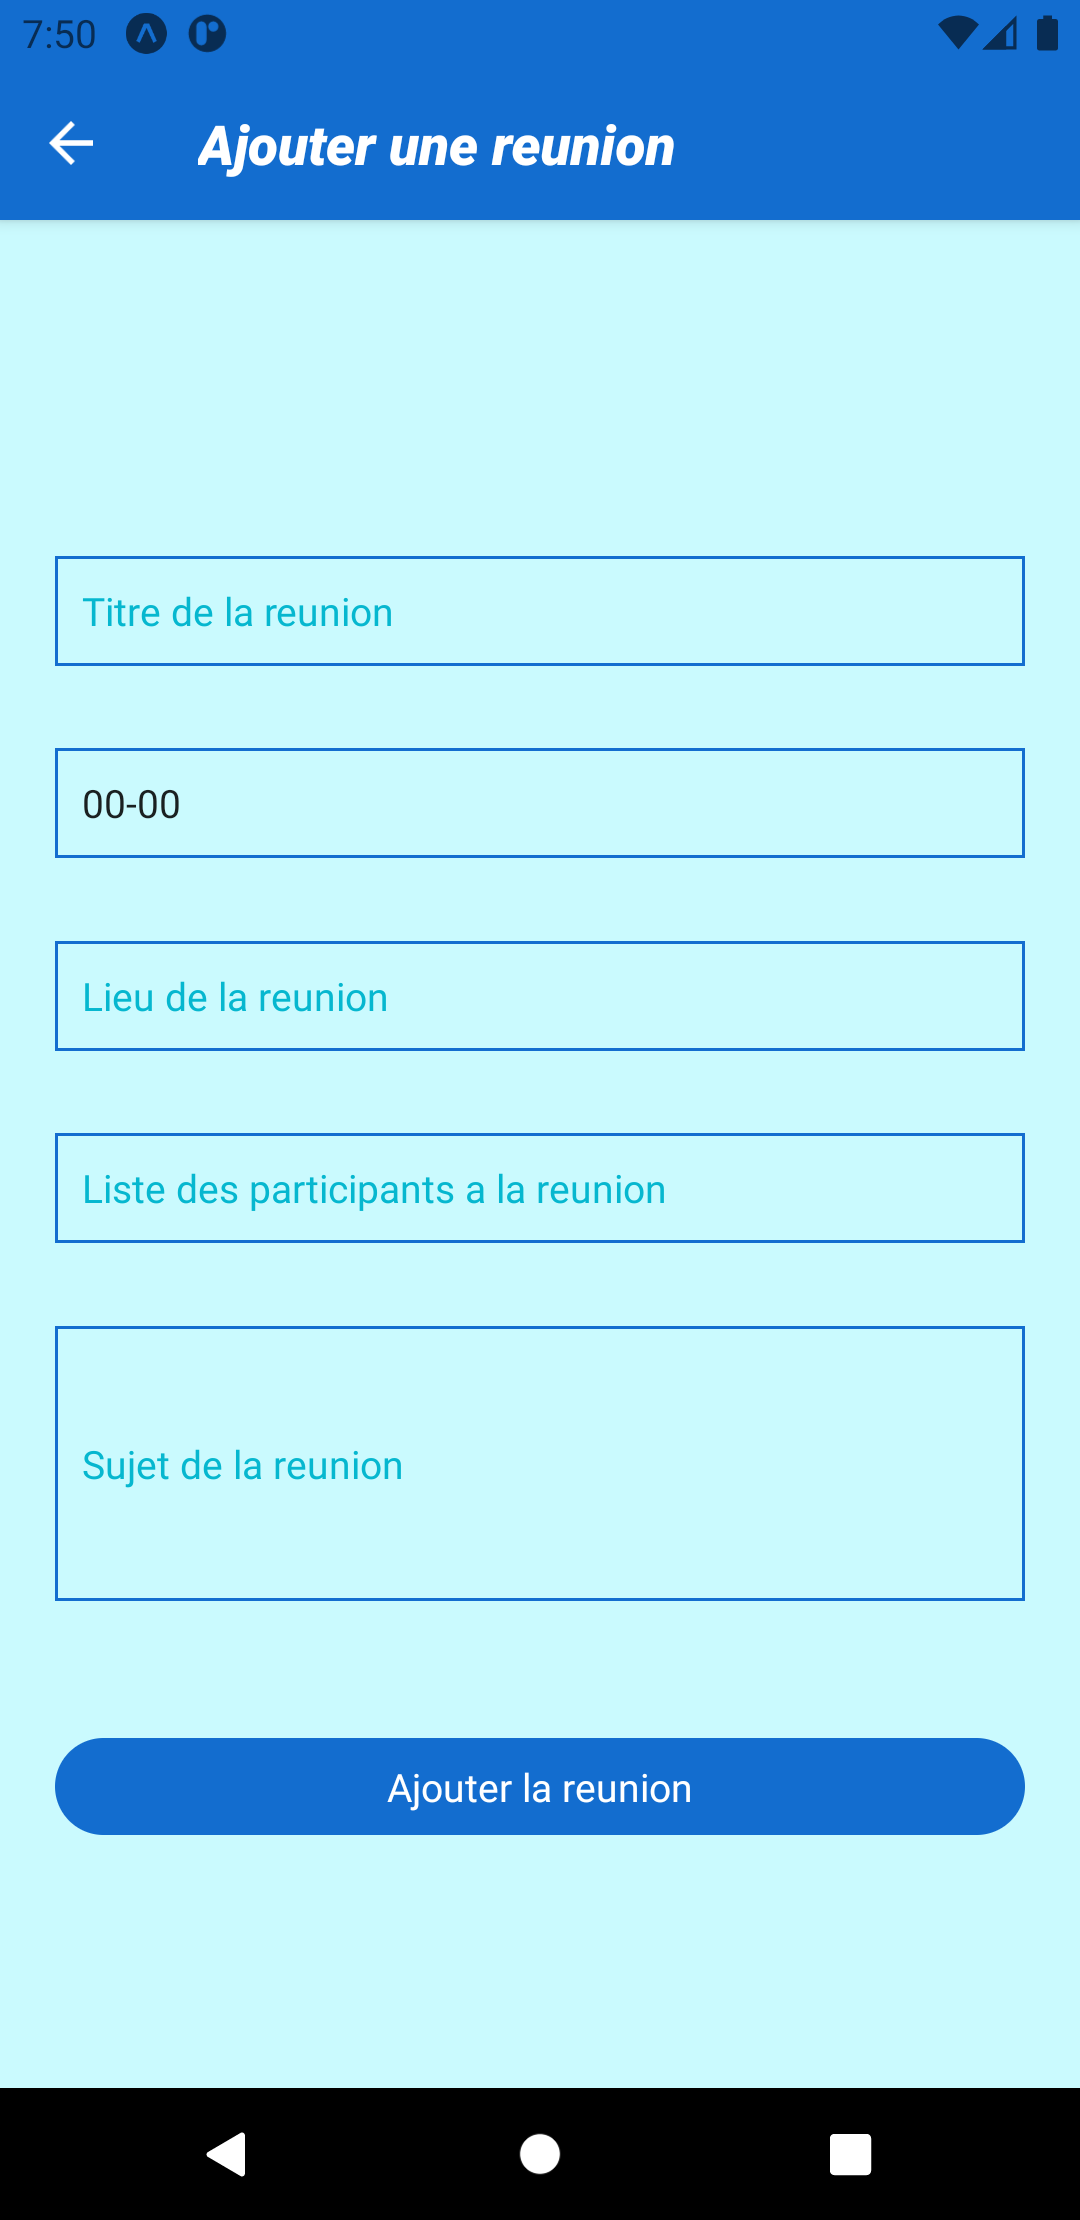 7:50
Ajouter une reunion
Titre de la reunion
00-00
Lieu de la reunion
Liste des participants a la reunion
Sujet de la reunion
Ajouter la reunion